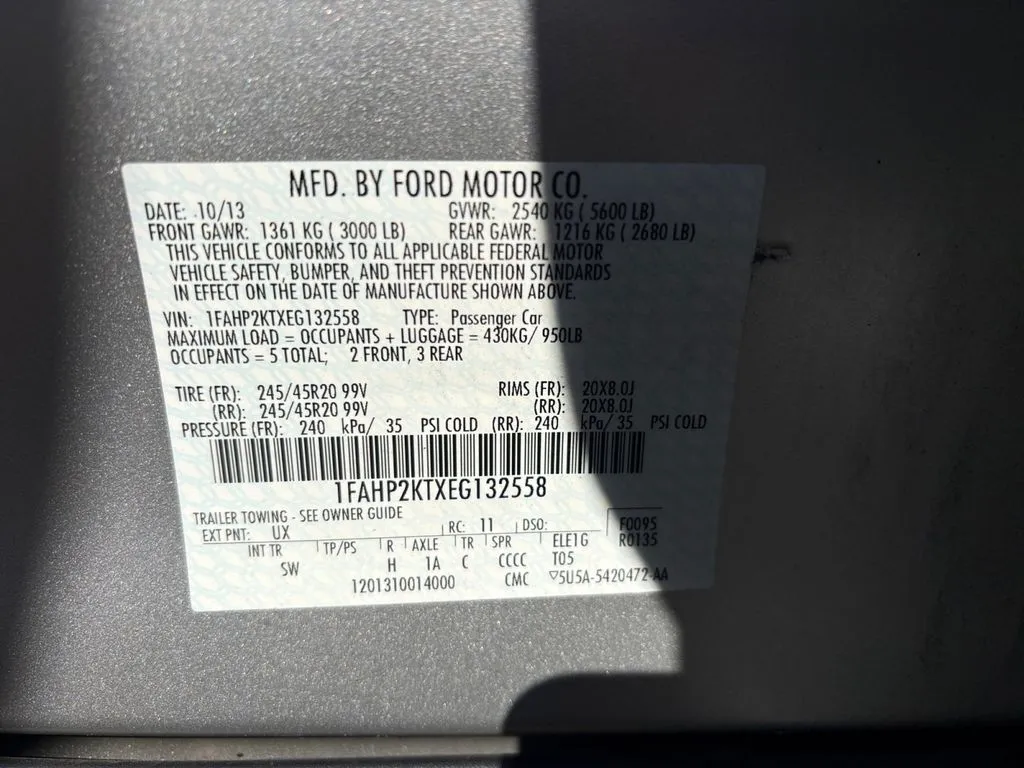 MFD. BY FORD MOTOR CO.
DATE: 10/13 GVWR: 2540 KG ( 5600 LB)
FRONT GAWR: 1361 KG ( 3000 LB) REAR GAWR: 1216 KG ( 2680 LB)
THIS VEHICLE CONFORMS TO ALL APPLICABLE FEDERAL MOTOR
VEHICLE SAFETY, BUMPER, AND THEFT PREVENTION STANDARDS
IN EFFECT ON THE DATE OF MANUFACTURE SHOWN ABOVE.
VIN: 1FAHP2KTXEG132558 TYPE: Passenger Car
MAXIMUM LOAD = OCCUPANTS + LUGGAGE = 430KG/ 950LB
OCCUPANTS = 5 TOTAL; 2 FRONT, 3 REAR
TIRE (FR): 245/45R20 99V RIMS (FR): 20X8.0J
(RR): 245/45R20 99V (RR): 20X8.0J
PRESSURE (FR): 240 kPa/ 35 PSI COLD (RR): 240 kPa/ 35 PSI COLD
1FAHP2KTXEG132558
TRAILER TOWING - SEE OWNER GUIDE
EXT PNT: UX RC: 11 DSO: F0095
INT TR TP/PS R AXLE TR SPR ELE1G R0135
SW H 1A C CCCC T05
1201310014000 CMC ▽5U5A-5420472-AA